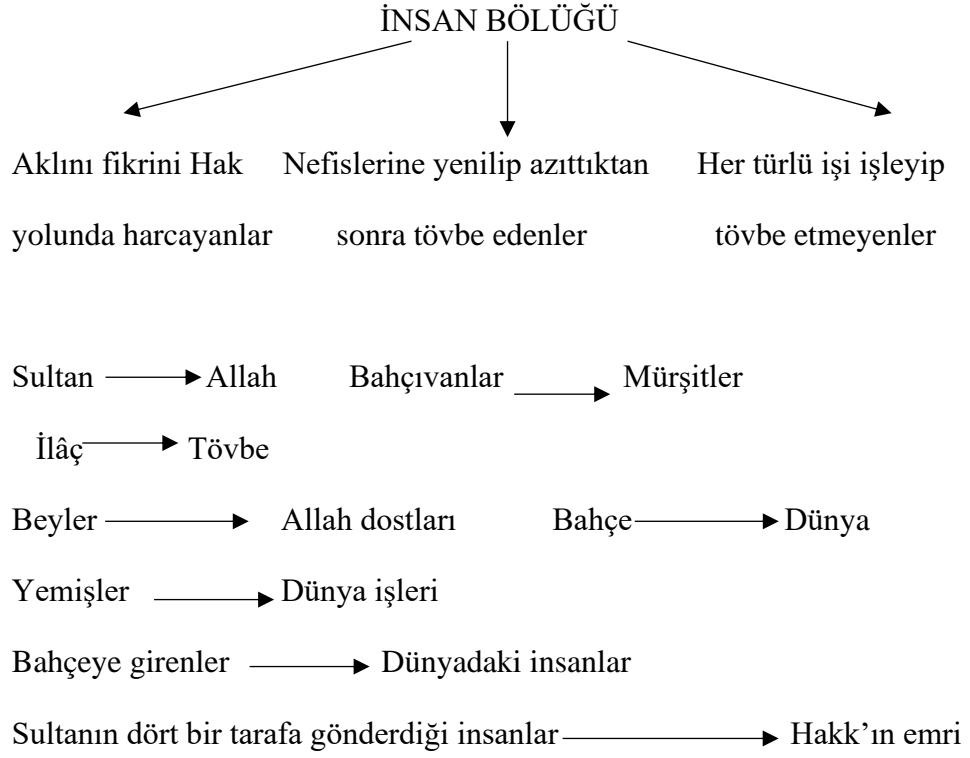 İNSAN BÖLÜĞÜ
Aklını fikrini Hak Nefislerine yenilip azıttıktan Her türlü işi işleyip
yolunda harcayanlar sonra tövbe edenler tövbe etmeyenler
Sultan Allah Bahçıvanlar Mürşitler
İlâç Tövbe
Beyler Allah dostları Bahçe Dünya
Yemişler Dünya işleri
Bahçeye girenler Dünyadaki insanlar
Sultanın dört bir tarafa gönderdiği insanlar Hakk’ın emri